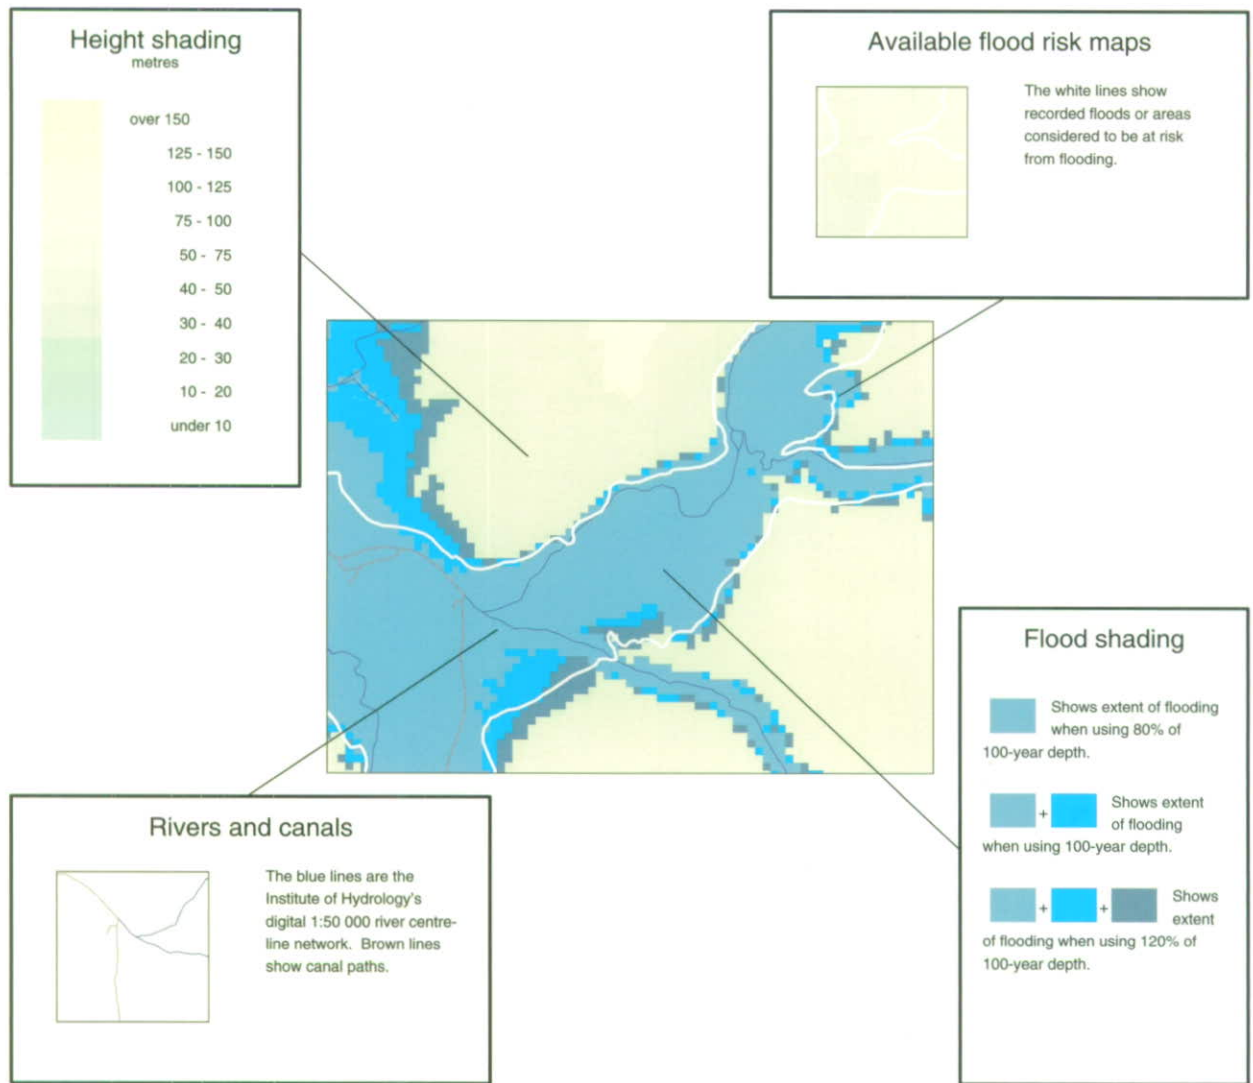 Height shading
metres
over 150
125 - 150
100 - 125
75 - 100
50 - 75
40 - 50
30 - 40
20 - 30
10 - 20
under 10
Available flood risk maps
The white lines show
recorded floods or areas
considered to be at risk
from flooding.
Rivers and canals
The blue lines are the
Institute of Hydrology's
digital 1:50 000 river centre-
line network. Brown lines
show canal paths.
Flood shading
Shows extent of flooding
when using 80% of
100-year depth.
+ Shows extent
of flooding
when using 100-year depth.
+ + Shows
extent
of flooding when using 120% of
100-year depth.